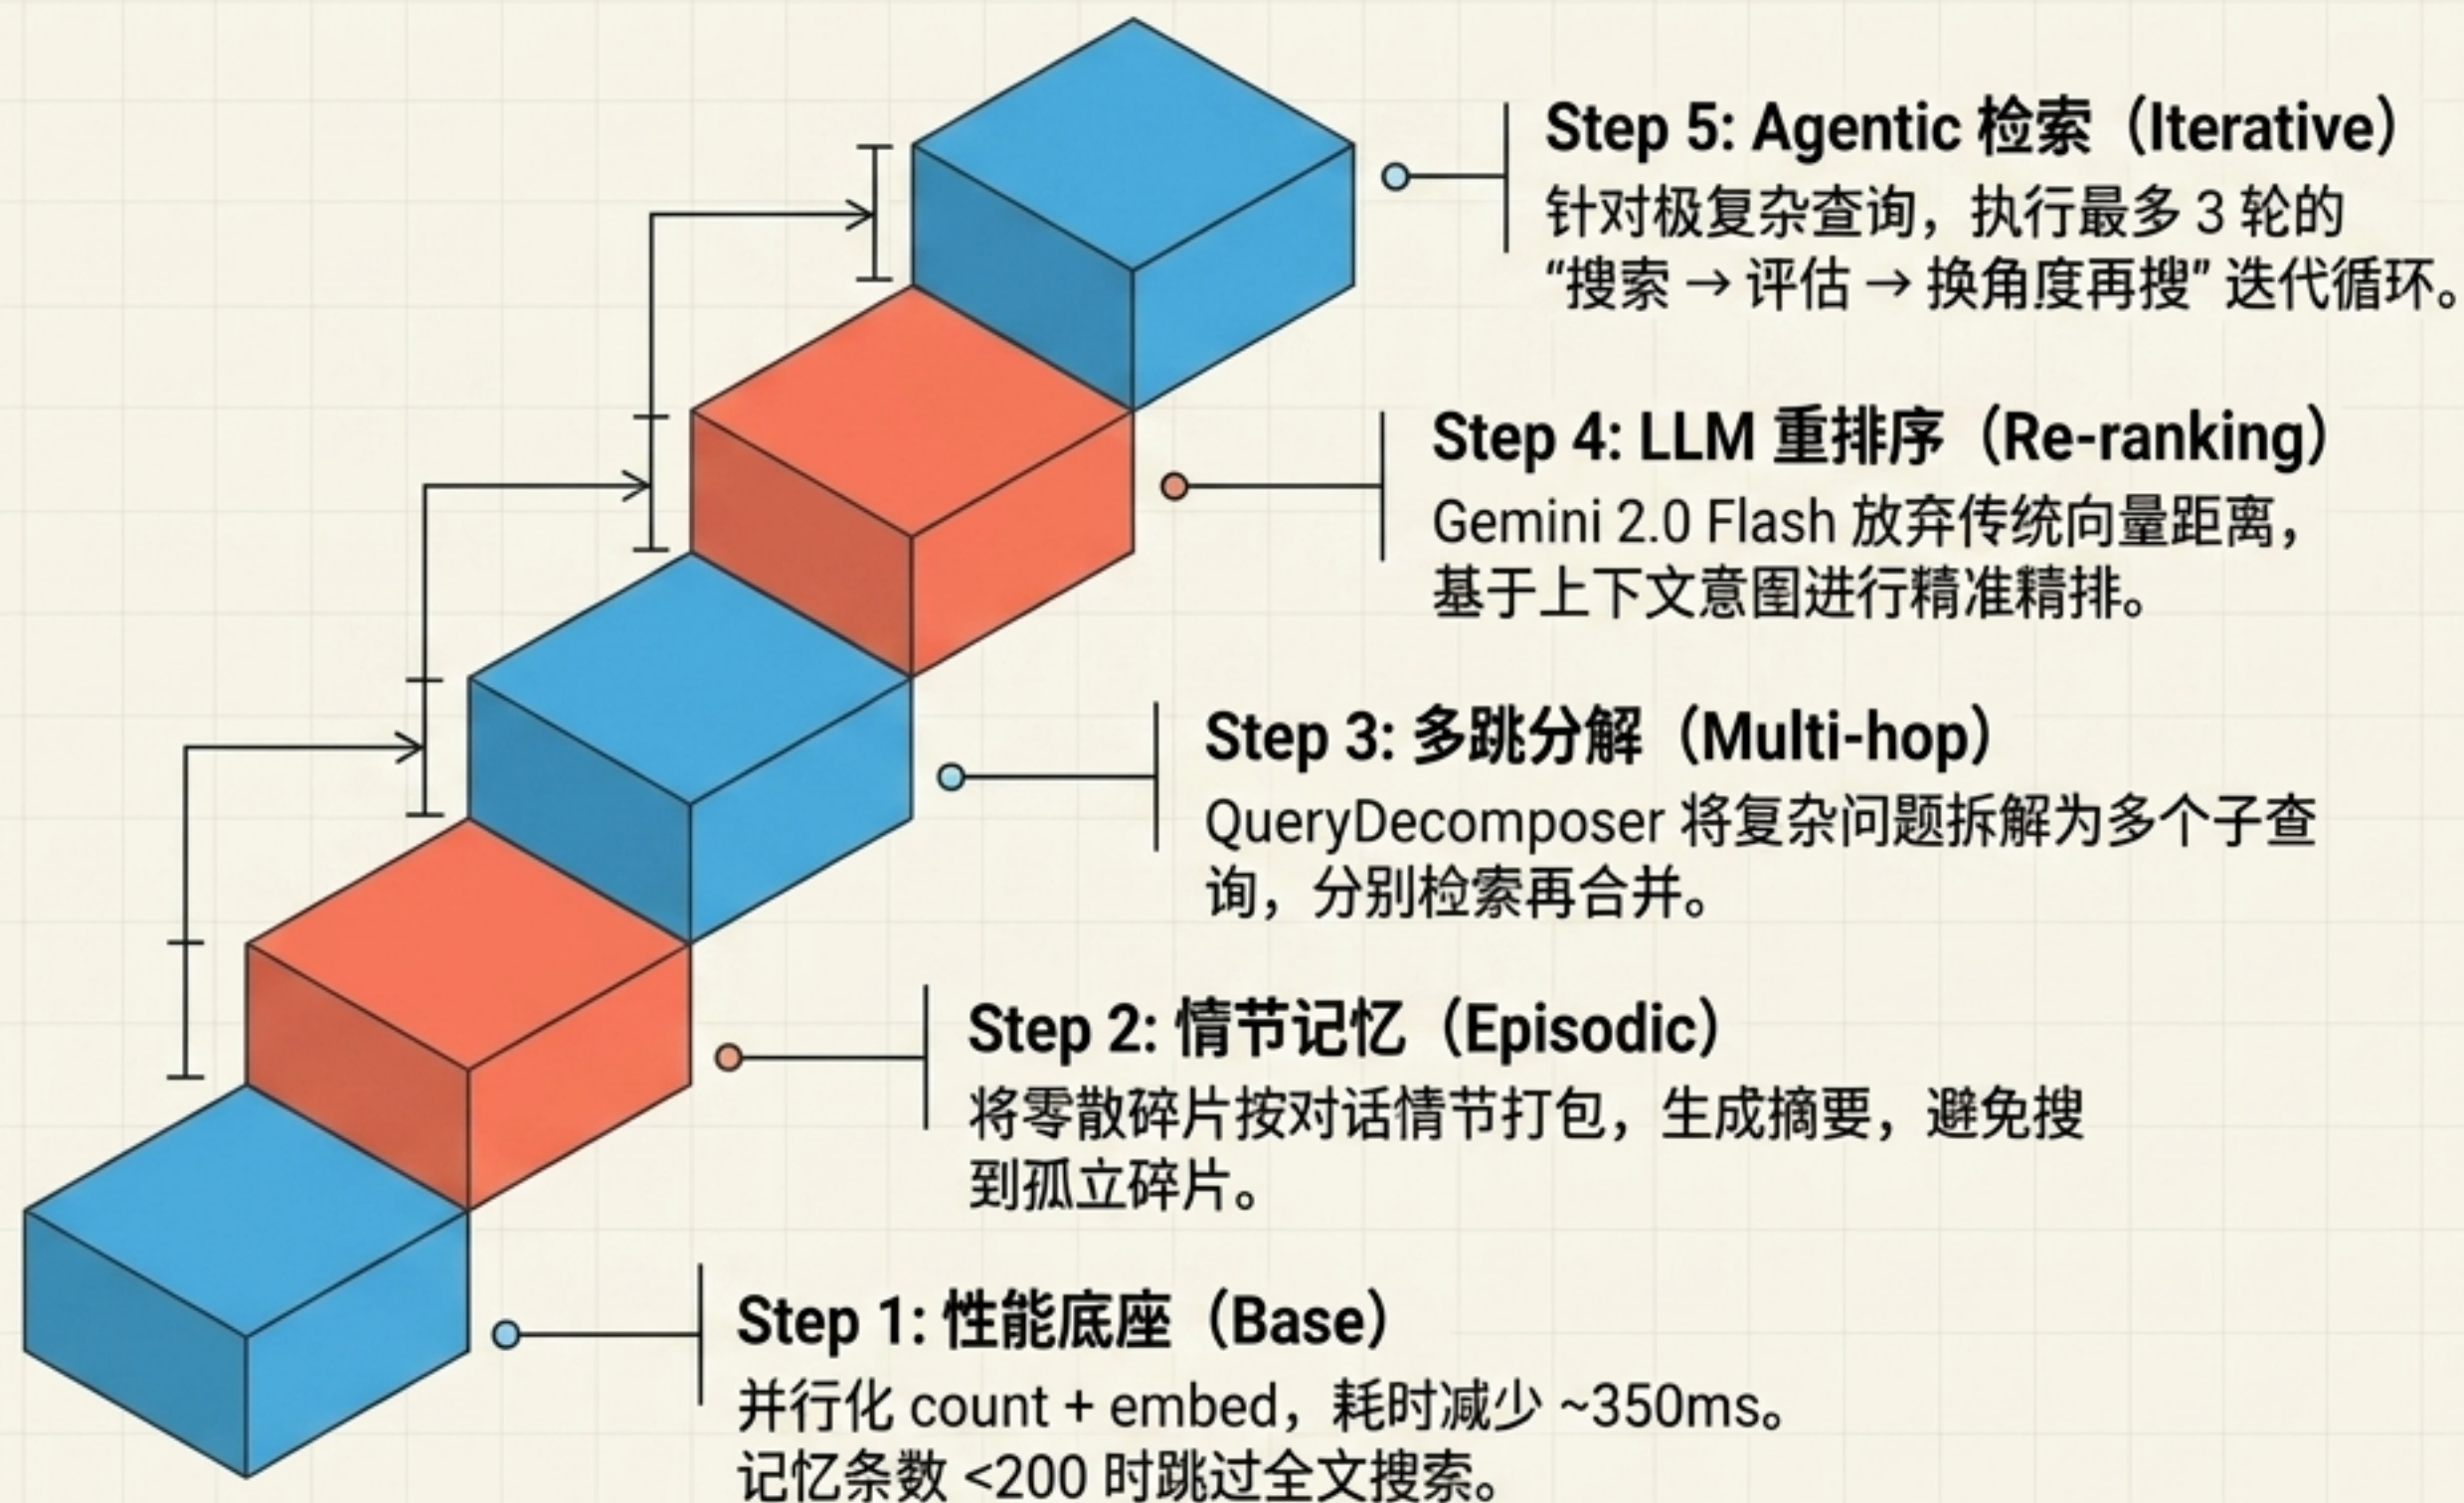 Step 5: Agentic 检索（Iterative）
针对极复杂查询，执行最多 3 轮的
“搜索 → 评估 → 换角度再搜” 迭代循环。
Step 4: LLM 重排序（Re-ranking）
Gemini 2.0 Flash 放弃传统向量距离，
基于上下文意图进行精准精排。
Step 3: 多跳分解（Multi-hop）
QueryDecomposer 将复杂问题拆解为多个子查
询，分别检索再合并。
Step 2: 情节记忆（Episodic）
将零散碎片按对话情节打包，生成摘要，避免搜
到孤立碎片。
Step 1: 性能底座（Base）
并行化 count + embed，耗时减少 ~350ms。
记忆条数 <200 时跳过全文搜索。